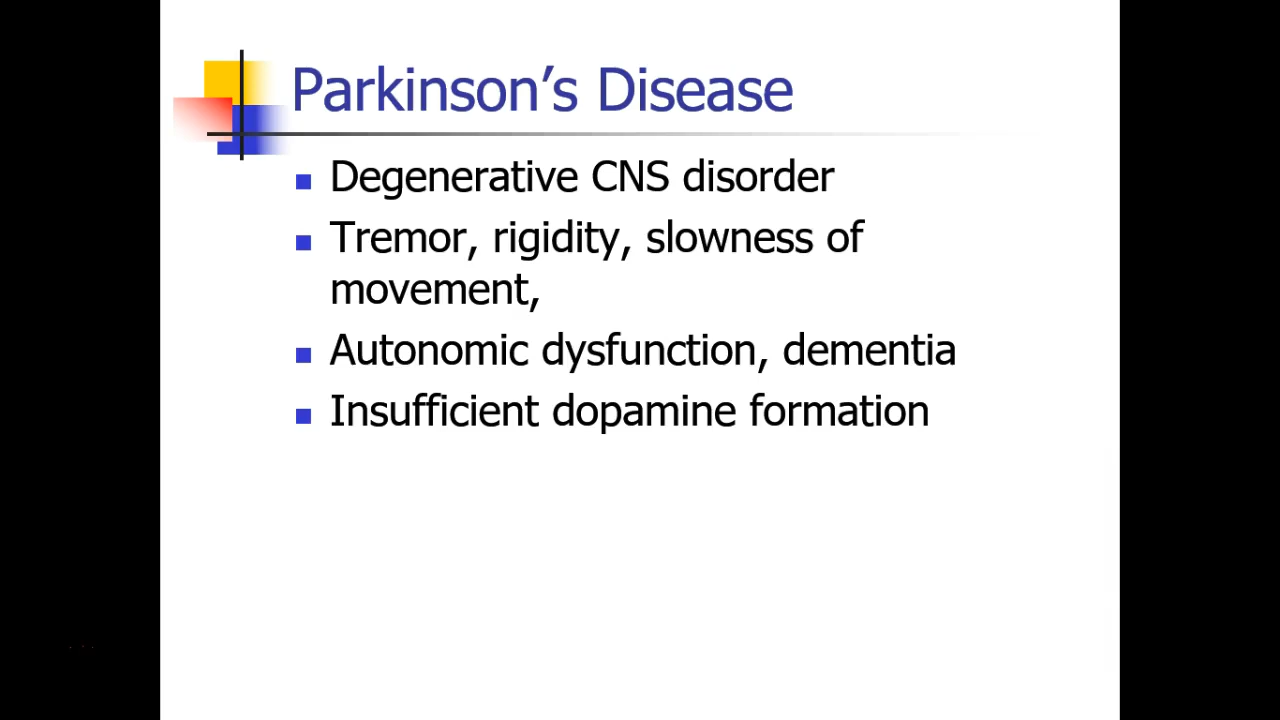 Parkinson’s Disease
Degenerative CNS disorder
Tremor, rigidity, slowness of
movement,
Autonomic dysfunction, dementia
Insufficient dopamine formation